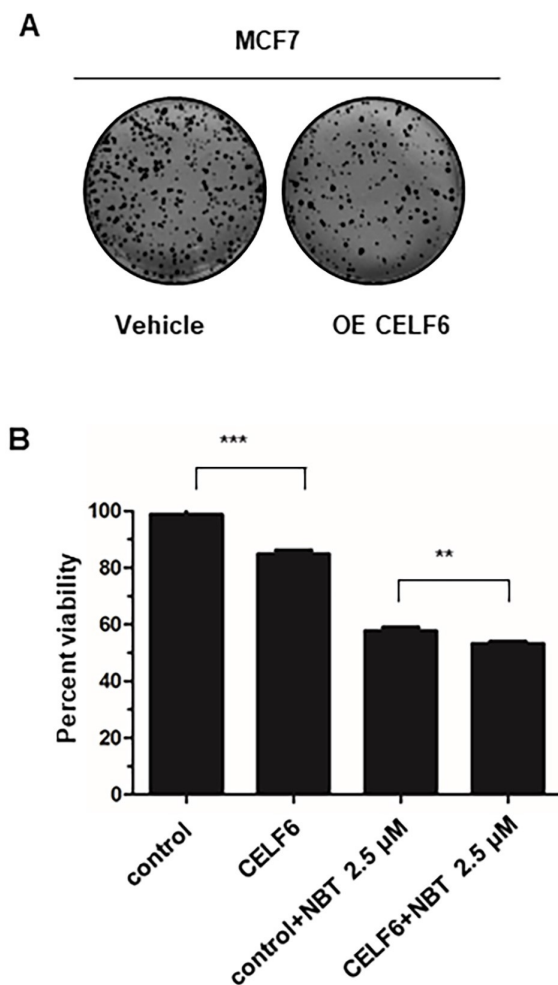 A
MCF7
Vehicle
OE CELF6
B
***
**
100
80
60
40
20
0
Percent viability
control
CELF6
control+NBT 2.5 µM
CELF6+NBT 2.5 µM